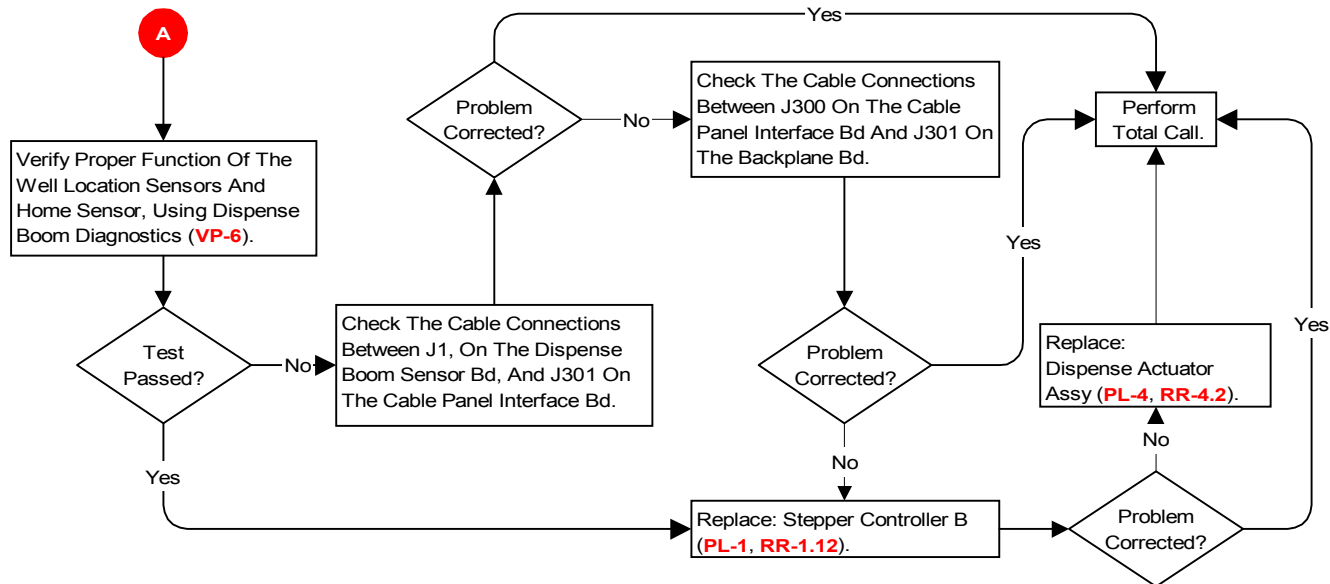 A
Verify Proper Function Of The
Well Location Sensors And
Home Sensor, Using Dispense
Boom Diagnostics (VP-6).
Test
Passed?
No
Check The Cable Connections
Between J1, On The Dispense
Boom Sensor Bd, And J301 On
The Cable Panel Interface Bd.
Problem
Corrected?
Yes
No
Check The Cable Connections
Between J300 On The Cable
Panel Interface Bd And J301 On
The Backplane Bd.
Problem
Corrected?
Yes
No
Yes
Replace: Stepper Controller B
(PL-1, RR-1.12).
Problem
Corrected?
No
Replace:
Dispense Actuator
Assy (PL-4, RR-4.2).
Yes
Perform
Total Call.